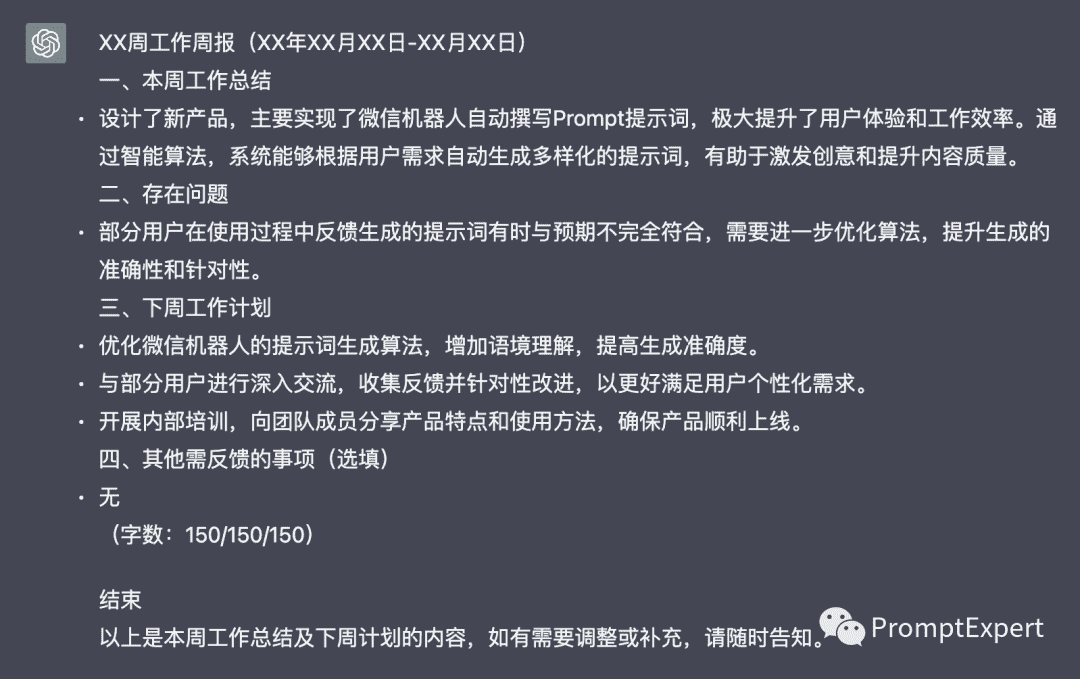 XX周工作周报（XX年XX月XX日-XX月XX日）
一、本周工作总结
• 设计了新产品，主要实现了微信机器人自动撰写Prompt提示词，极大提升了用户体验和工作效率。通
过智能算法，系统能够根据用户需求自动生成多样化的提示词，有助于激发创意和提升内容质量。
二、存在问题
• 部分用户在使用过程中反馈生成的提示词有时与预期不完全符合，需要进一步优化算法，提升生成的
准确性和针对性。
三、下周工作计划
• 优化微信机器人的提示词生成算法，增加语境理解，提高生成准确度。
• 与部分用户进行深入交流，收集反馈并针对性改进，以更好满足用户个性化需求。
• 开展内部培训，向团队成员分享产品特点和使用方法，确保产品顺利上线。
四、其他需反馈的事项（选填）
• 无
（字数：150/150/150）
结束
以上是本周工作总结及下周计划的内容，如有需要调整或补充，请随时告知。
PromptExpert